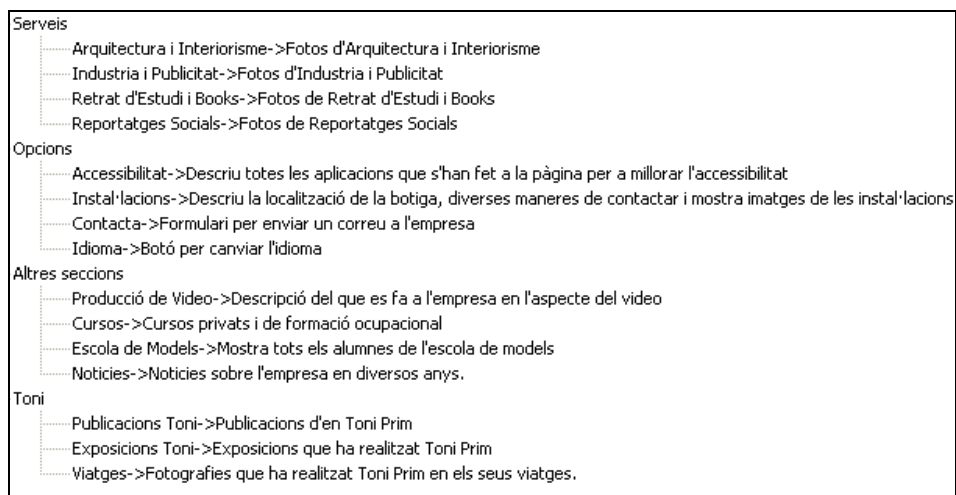 Serveis
Arquitectura i Interiorisme->Fotos d'Arquitectura i Interiorisme
Industria i Publicitat->Fotos d'Industria i Publicitat
Retrat d'Estudi i Books->Fotos de Retrat d'Estudi i Books
Reportatges Socials->Fotos de Reportatges Socials
Opcions
Accessibilitat->Descriu totes les aplicacions que s'han fet a la pàgina per a millorar l'accessibilitat
Instal·lacions->Descriu la localització de la botiga, diverses maneres de contactar i mostra imatges de les instal·lacions
Contacta->Formulari per enviar un correu a l'empresa
Idioma->Botó per canviar l'idioma
Altres seccions
Producció de Video->Descripció del que es fa a l'empresa en l'aspecte del video
Cursos->Cursos privats i de formació ocupacional
Escola de Models->Mostra tots els alumnes de l'escola de models
Noticies->Noticies sobre l'empresa en diversos anys.
Toni
Publicacions Toni->Publicacions d'en Toni Prim
Exposicions Toni->Exposicions que ha realitzat Toni Prim
Viatges->Fotografies que ha realitzat Toni Prim en els seus viatges.